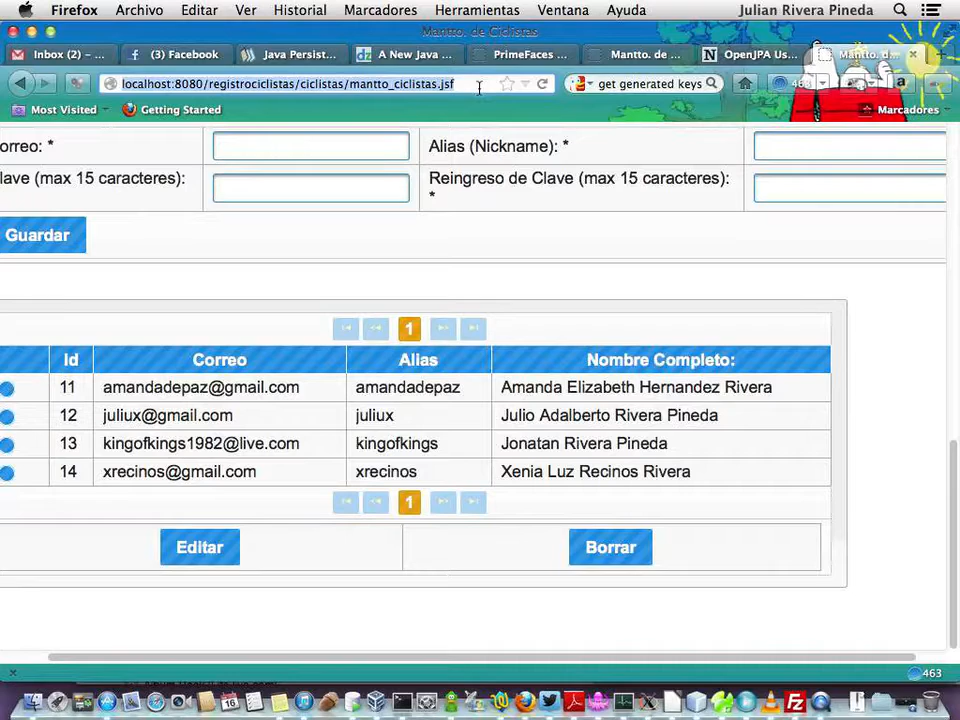 Firefox Archivo Editar Ver Historial Marcadores Herramientas Ventana Ayuda Julian Rivera Pineda
Mantto. de Ciclistas
Inbox (2) – ... (3) Facebook Java Persist... A New Java ... PrimeFaces ... Mantto. de ... OpenJPA Us... Mantto. de ...
localhost:8080/registrociclistas/ciclistas/mantto_ciclistas.jsf get generated keys
Most Visited Getting Started Marcadores
orreo: * Alias (Nickname): *
lave (max 15 caracteres): Reingreso de Clave (max 15 caracteres):
*
Guardar
1
Id Correo Alias Nombre Completo:
11 amandadepaz@gmail.com amandadepaz Amanda Elizabeth Hernandez Rivera
12 juliux@gmail.com juliux Julio Adalberto Rivera Pineda
13 kingofkings1982@live.com kingofkings Jonatan Rivera Pineda
14 xrecinos@gmail.com xrecinos Xenia Luz Recinos Rivera
1
Editar Borrar
463